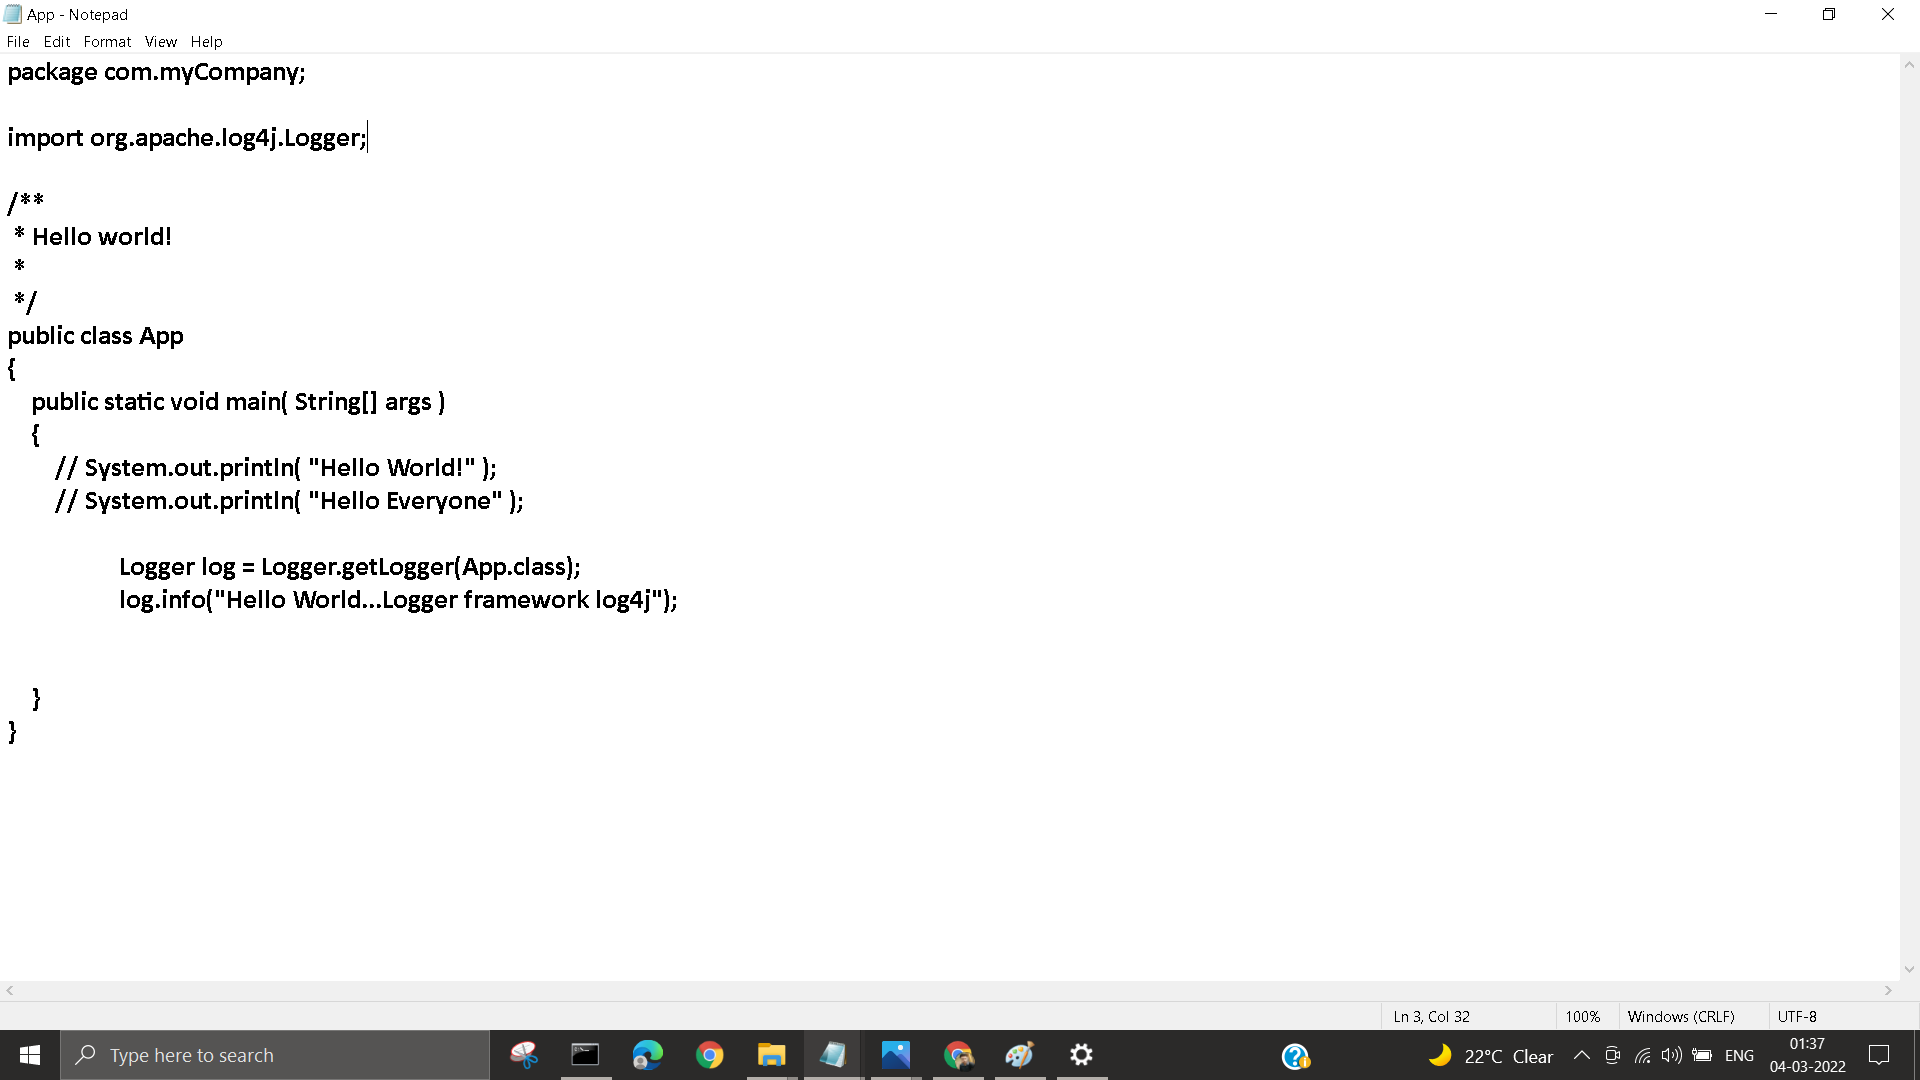 App - Notepad
File Edit Format View Help
package com.myCompany;
import org.apache.log4j.Logger;
/**
* Hello world!
*
*/
public class App
{
public static void main( String[] args )
{
// System.out.println( "Hello World!" );
// System.out.println( "Hello Everyone" );
Logger log = Logger.getLogger(App.class);
log.info("Hello World...Logger framework log4j");
}
}
Ln 3, Col 32 100% Windows (CRLF) UTF-8
Type here to search 22°C Clear ENG 01:37
04-03-2022